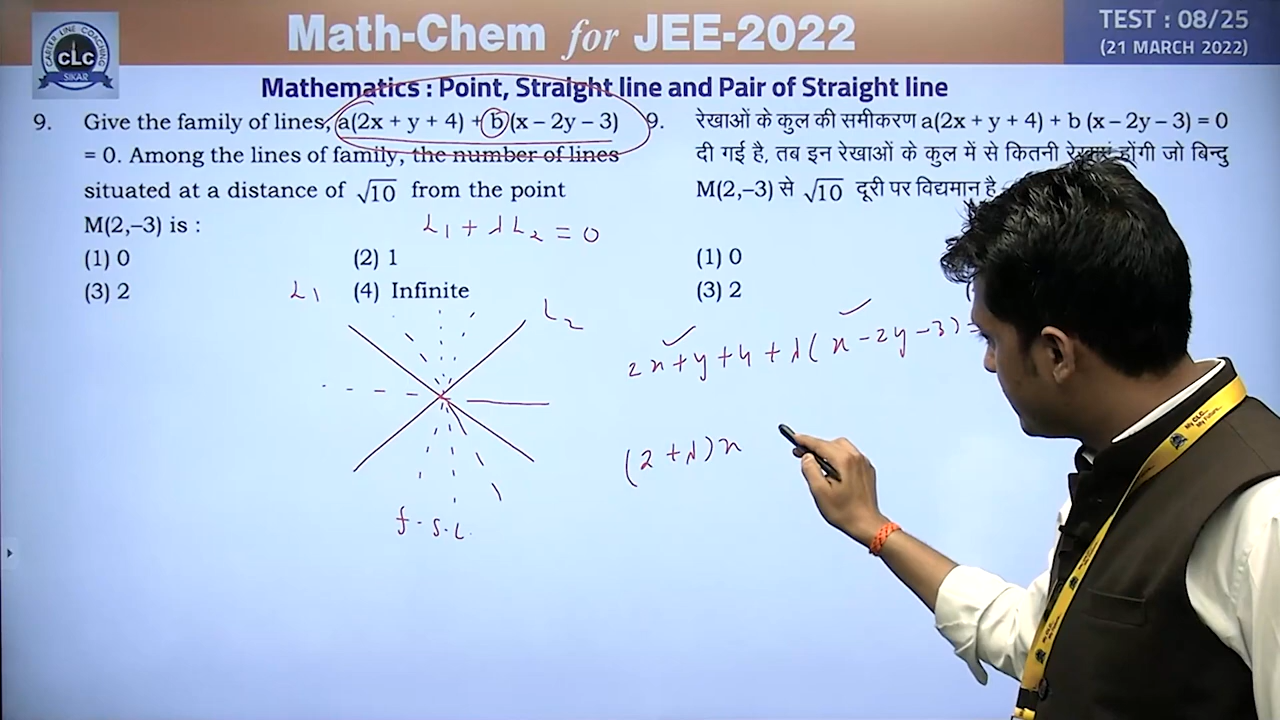 Math-Chem for JEE-2022
TEST : 08/25
(21 MARCH 2022)
CAREER LINE COACHING
CLC
SIKAR
Mathematics : Point, Straight line and Pair of Straight line
9. Give the family of lines, a(2x + y + 4) + b (x – 2y – 3)
= 0. Among the lines of family, the number of lines
situated at a distance of √10 from the point
M(2,–3) is :
(1) 0 (2) 1
(3) 2 (4) Infinite
9. रेखाओं के कुल की समीकरण a(2x + y + 4) + b (x – 2y – 3) = 0
दी गई है, तब इन रेखाओं के कुल में से कितनी रेखाएं होंगी जो बिन्दु
M(2,–3) से √10 दूरी पर विद्यमान है
(1) 0
(3) 2
L₁ + λL₂ = 0
L₁
L₂
f.s.L.
2x + y + 4 + λ(x – 2y – 3) =
(2 + λ)x
My CLC...
My Future...